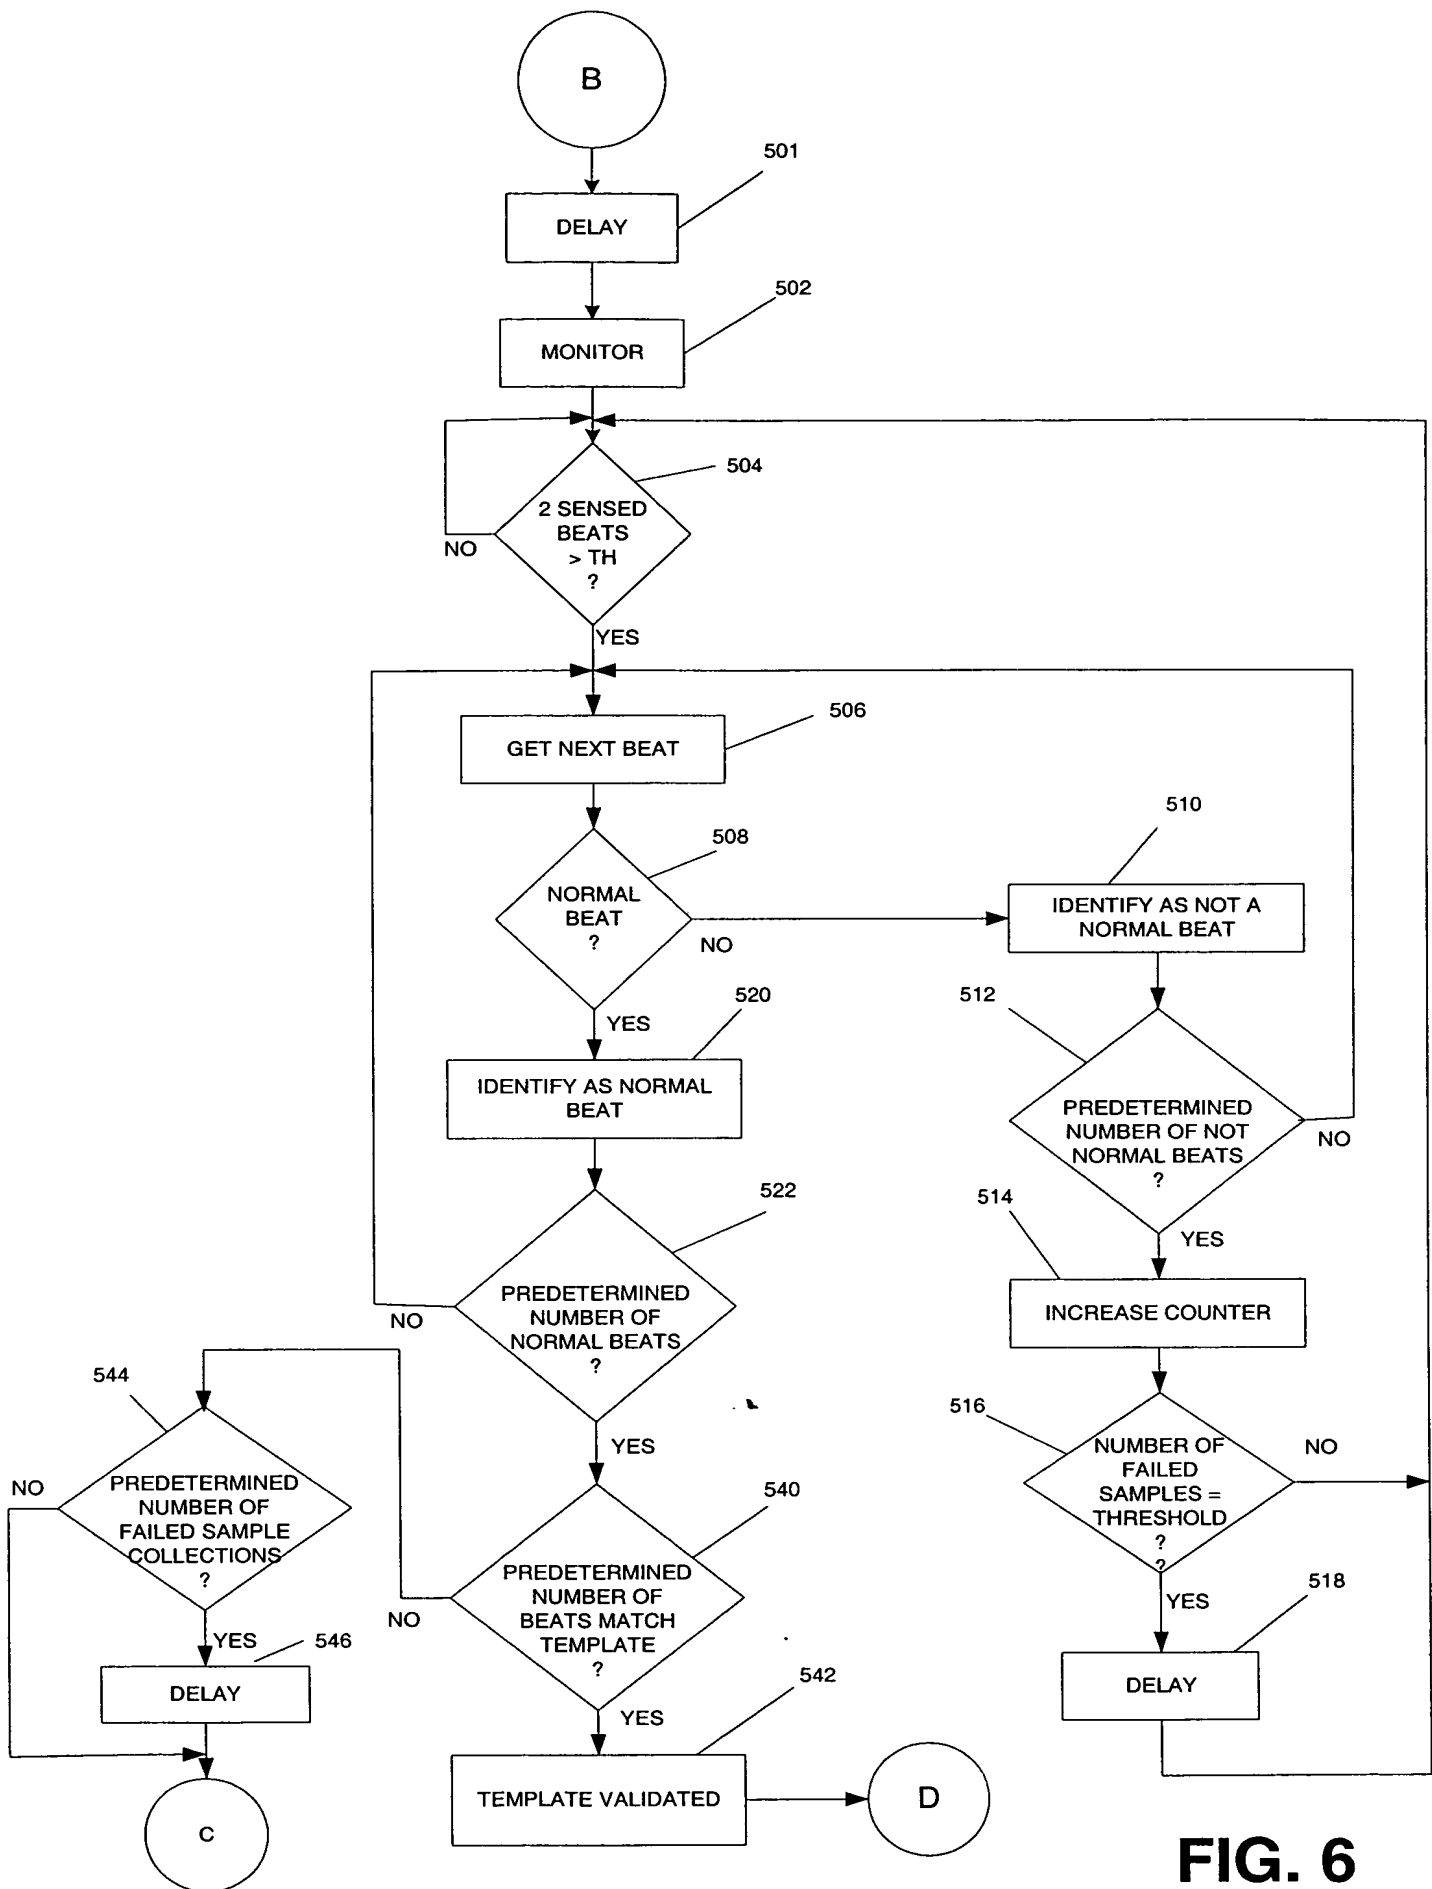 B
501
DELAY
502
MONITOR
504
2 SENSED
BEATS
> TH
?
NO
YES
506
GET NEXT BEAT
508
NORMAL
BEAT
?
NO
YES
510
IDENTIFY AS NOT A
NORMAL BEAT
512
PREDETERMINED
NUMBER OF NOT
NORMAL BEATS
?
NO
YES
514
INCREASE COUNTER
516
NUMBER OF
FAILED
SAMPLES =
THRESHOLD
?
?
NO
YES
518
DELAY
520
IDENTIFY AS NORMAL
BEAT
522
PREDETERMINED
NUMBER OF
NORMAL BEATS
?
NO
YES
540
PREDETERMINED
NUMBER OF
BEATS MATCH
TEMPLATE
?
NO
YES
542
TEMPLATE VALIDATED
D
544
PREDETERMINED
NUMBER OF
FAILED SAMPLE
COLLECTIONS
?
NO
YES
546
DELAY
C
FIG. 6